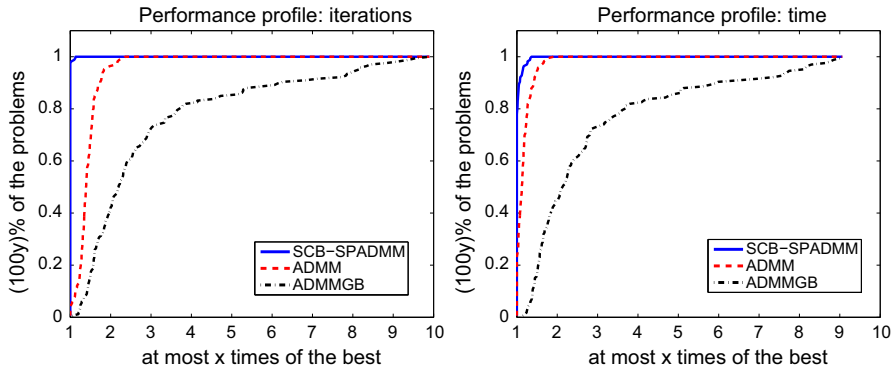 Performance profile: iterations
(100y)% of the problems
1
0.8
0.6
0.4
0.2
0
SCB−SPADMM
ADMM
ADMMGB
1 2 3 4 5 6 7 8 9 10
at most x times of the best
Performance profile: time
(100y)% of the problems
1
0.8
0.6
0.4
0.2
0
SCB−SPADMM
ADMM
ADMMGB
1 2 3 4 5 6 7 8 9 10
at most x times of the best